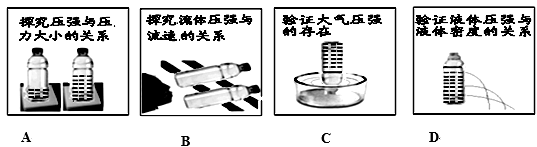 探究压强与压力大小的关系
探究流体压强与流速,的关系
验证大气压强的存在
验证液体压强与液体密度的关系
A
B
C
D